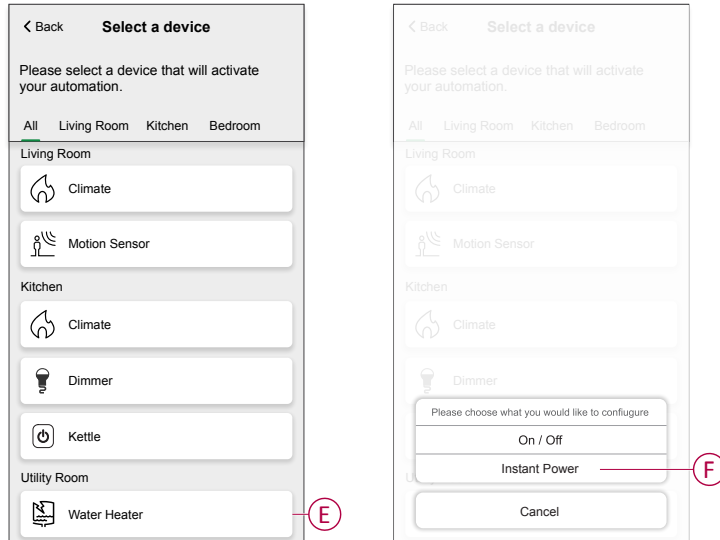 Back Select a device
Please select a device that will activate
your automation.
All Living Room Kitchen Bedroom
Living Room
Climate
Motion Sensor
Kitchen
Climate
Dimmer
Kettle
Utility Room
Water Heater
E
Back Select a device
Please select a device that will activate
your automation.
All Living Room Kitchen Bedroom
Living Room
Climate
Motion Sensor
Kitchen
Climate
Dimmer
Please choose what you would like to confiugure
On / Off
Instant Power
F
Cancel